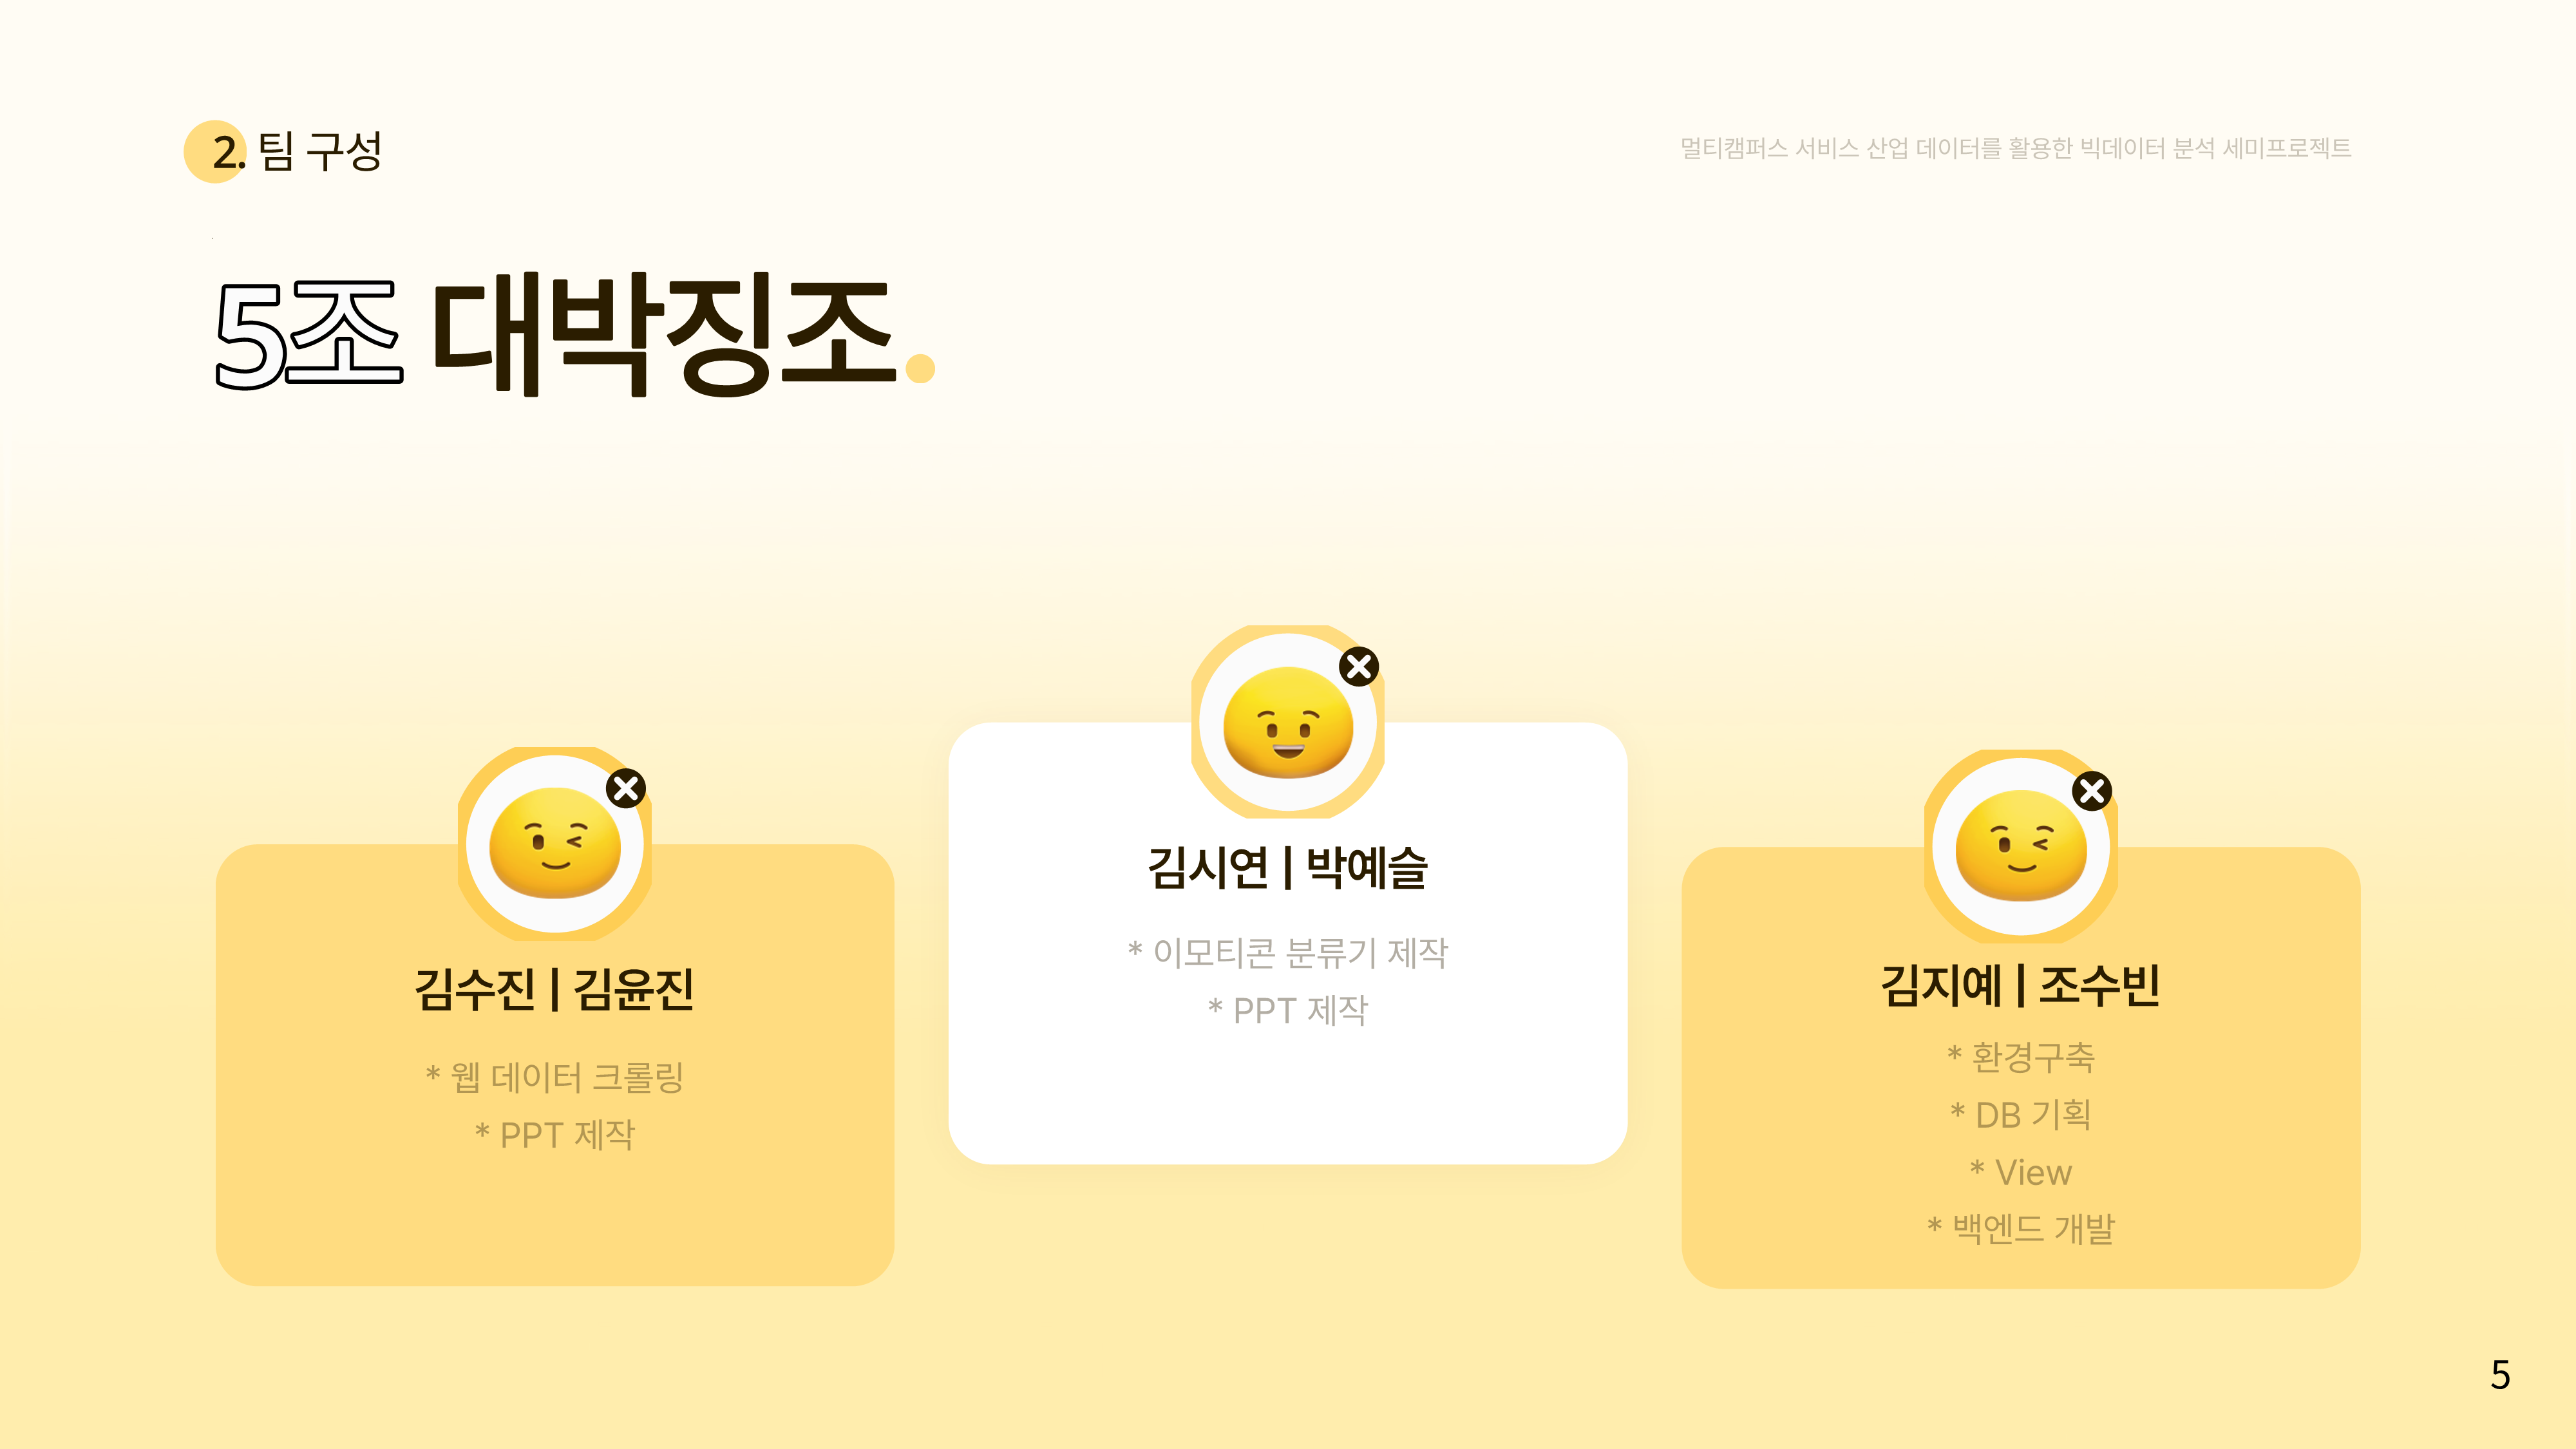 2. 팀 구성
멀티캠퍼스 서비스 산업 데이터를 활용한 빅데이터 분석 세미프로젝트
5조 대박징조.
김수진 | 김윤진
* 웹 데이터 크롤링
* PPT 제작
김시연 | 박예슬
* 이모티콘 분류기 제작
* PPT 제작
김지예 | 조수빈
* 환경구축
* DB 기획
* View
* 백엔드 개발
5